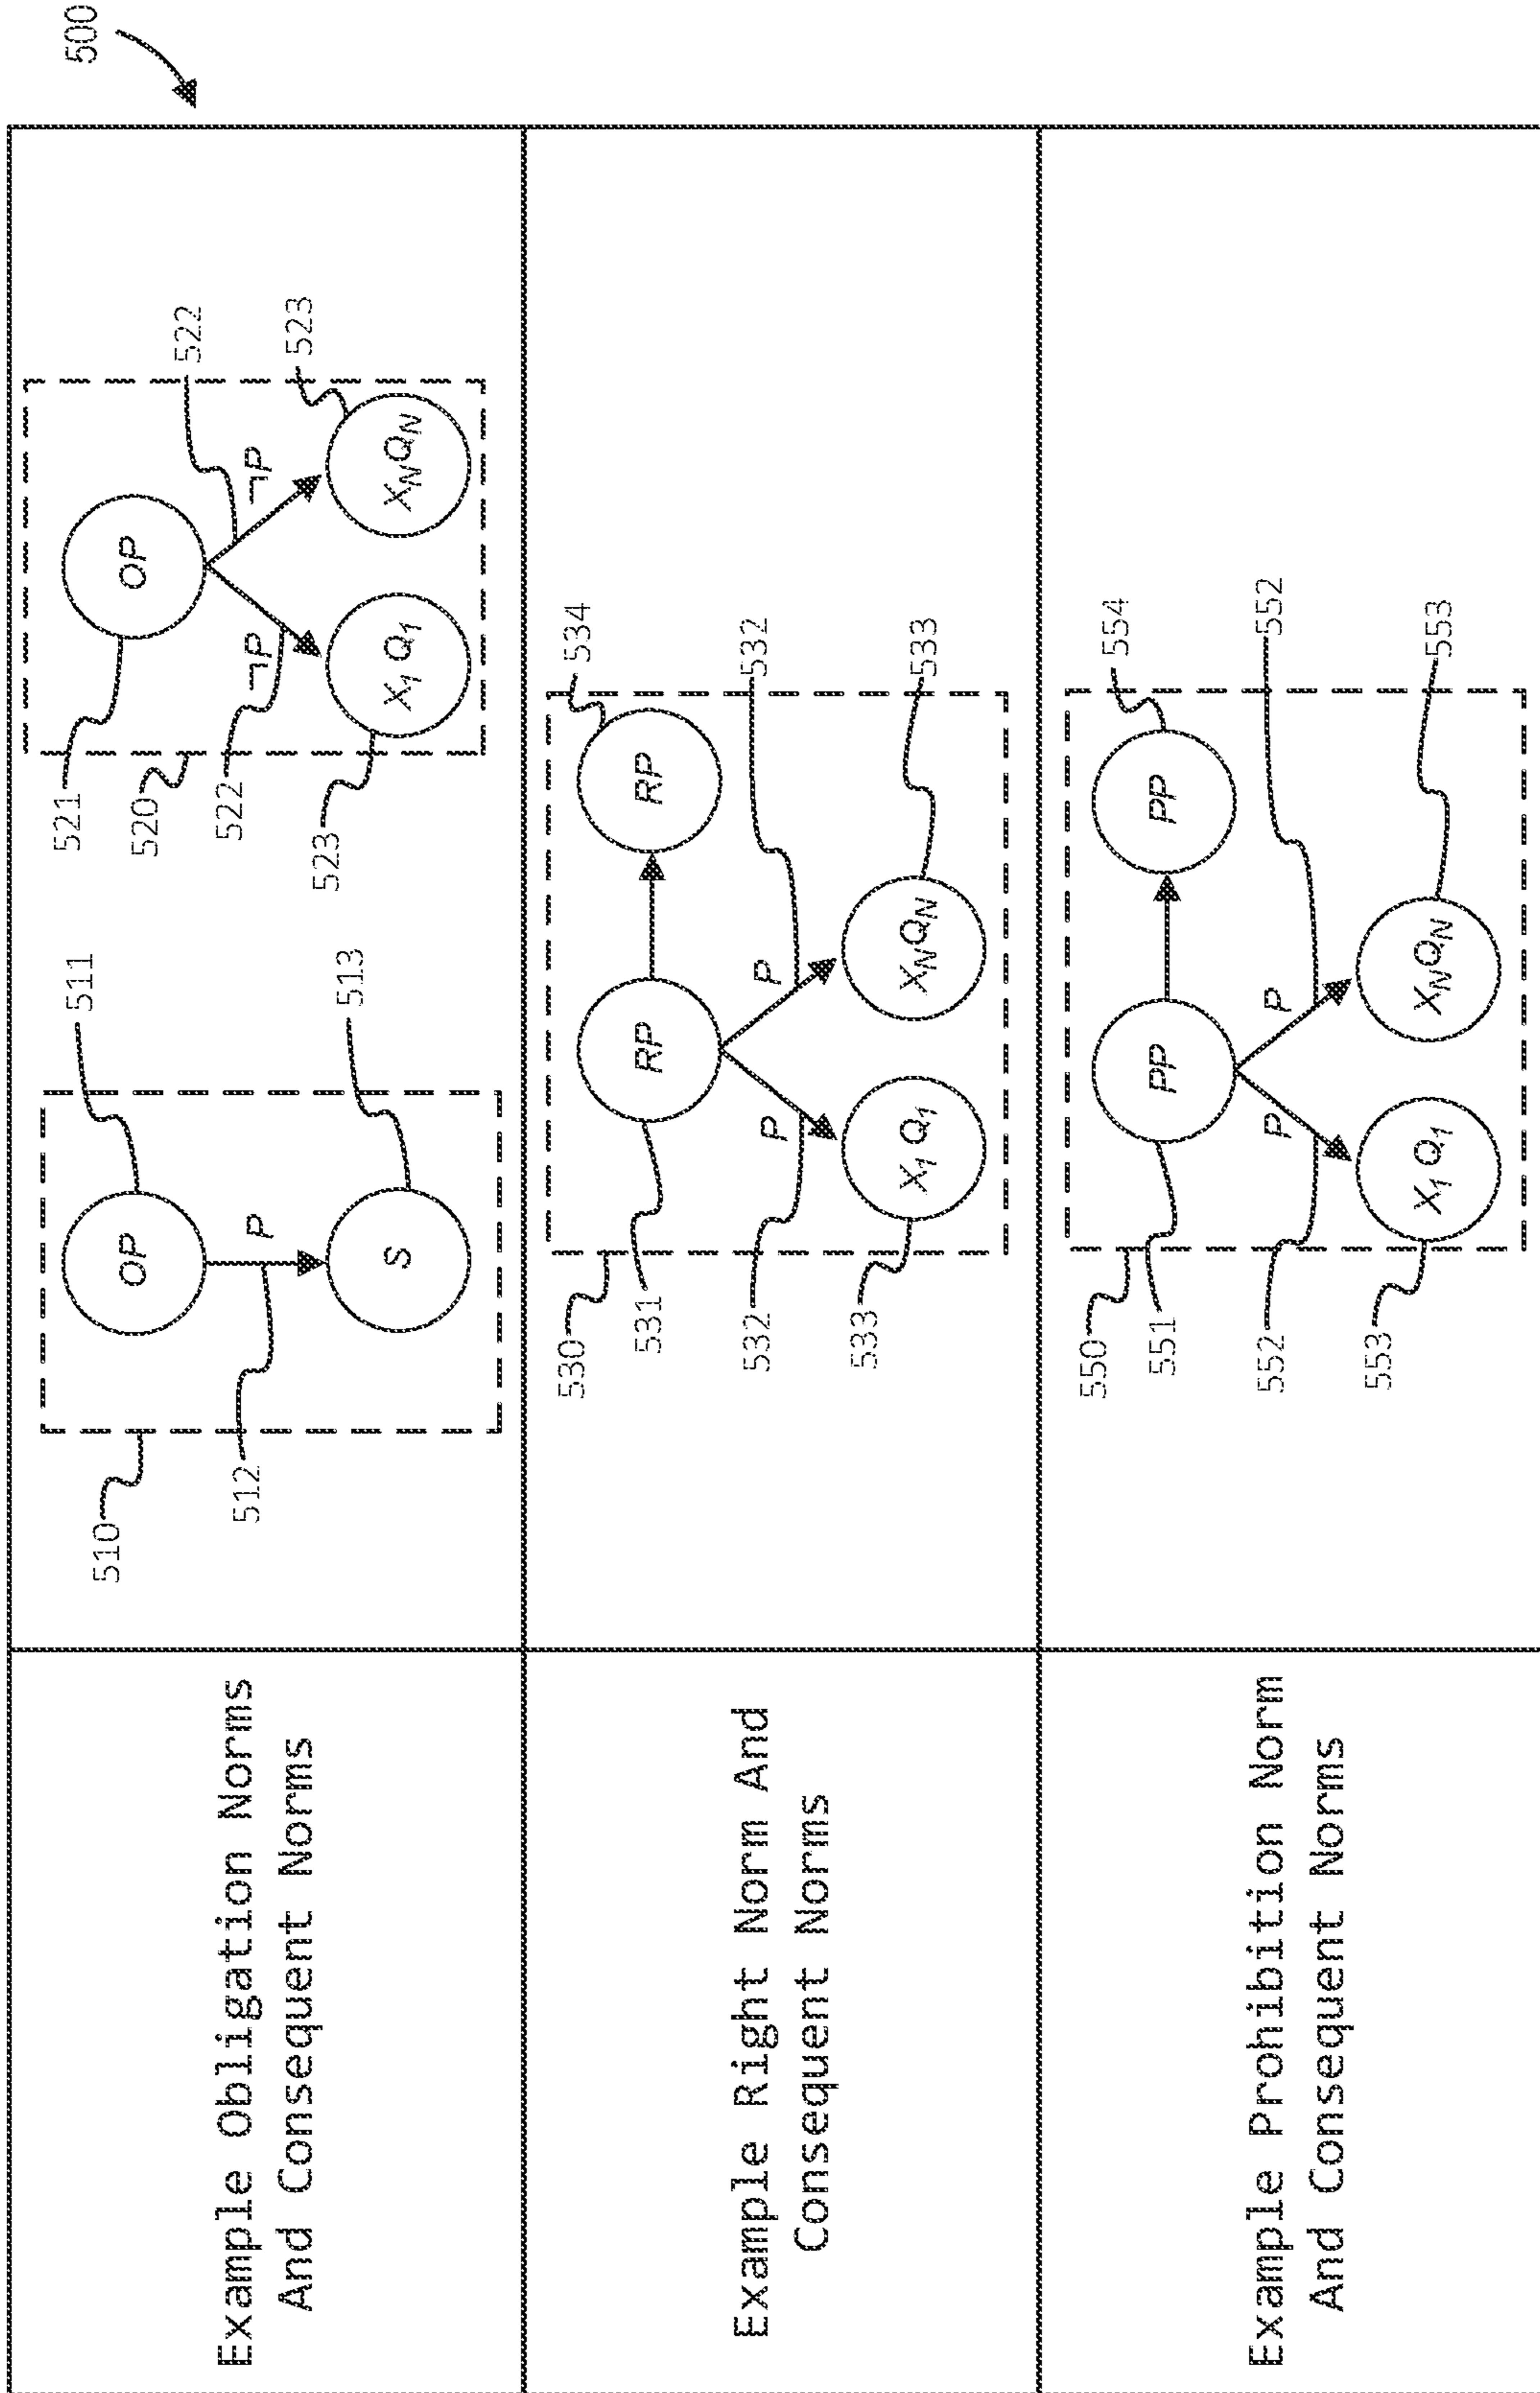 500
Example Obligation Norms
And Consequent Norms
510
512
OP
511
P
S
513
521
520
522
523
OP
¬P
¬P
522
523
X1 Q1
XNQN
Example Right Norm And
Consequent Norms
530
531
532
533
RP
RP
534
P
P
532
X1 Q1
XNQN
533
Example Prohibition Norm
And Consequent Norms
550
551
552
553
PP
PP
554
P
P
552
X1 Q1
XNQN
553